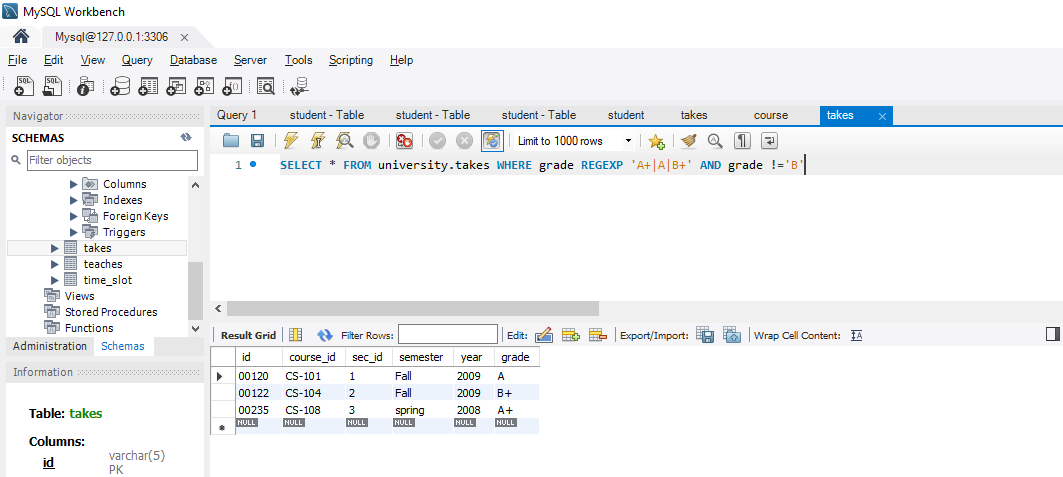 MySQL Workbench
Mysql@127.0.0.1:3306
File Edit View Query Database Server Tools Scripting Help
Navigator
SCHEMAS
Filter objects
Columns
Indexes
Foreign Keys
Triggers
takes
teaches
time_slot
Views
Stored Procedures
Functions
Administration Schemas
Information
Table: takes
Columns:
id varchar(5)
PK
Query 1 student - Table student - Table student - Table student takes course takes
Limit to 1000 rows
1 SELECT * FROM university.takes WHERE grade REGEXP 'A+|A|B+' AND grade !='B'
Result Grid Filter Rows: Edit: Export/Import: Wrap Cell Content:
id course_id sec_id semester year grade
00120 CS-101 1 Fall 2009 A
00122 CS-104 2 Fall 2009 B+
00235 CS-108 3 spring 2008 A+
NULL NULL NULL NULL NULL NULL